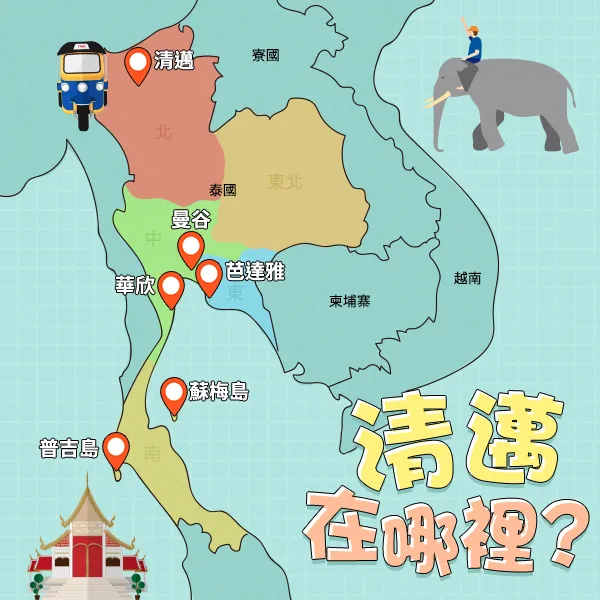 TAXI
清邁
寮國
北
東北
泰國
曼谷
中
芭達雅
華欣
東
越南
柬埔寨
蘇梅島
普吉島
南
清邁
在哪裡?